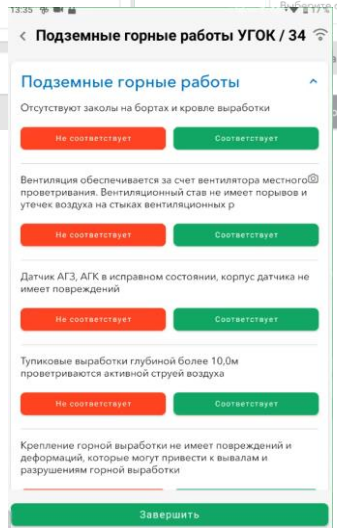 13:35
17%
Выберите
Подземные горные работы УГОК / 34
Подземные горные работы
Отсутствуют заколы на бортах и кровле выработки
Не соответствует
Соответствует
Вентиляция обеспечивается за счет вентилятора местного
проветривания. Вентиляционный став не имеет порывов и
утечек воздуха на стыках вентиляционных р
Не соответствует
Соответствует
Датчик АГЗ, АГК в исправном состоянии, корпус датчика не
имеет повреждений
Не соответствует
Соответствует
Тупиковые выработки глубиной более 10,0м
проветриваются активной струей воздуха
Не соответствует
Соответствует
Крепление горной выработки не имеет повреждений и
деформаций, которые могут привести к вывалам и
разрушениям горной выработки
Завершить